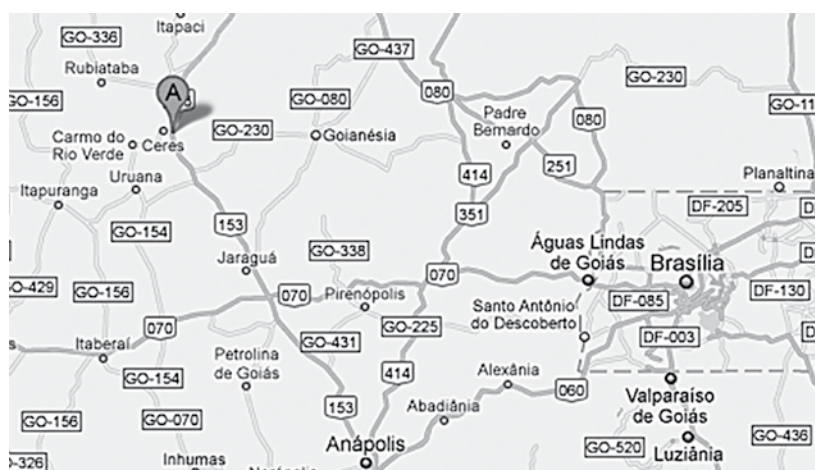 GO-336
Itapaci
GO-437
Rubiataba
GO-156
A
GO-080
080
GO-230
GO-230
Carmo do
Rio Verde
Ceres
Goianésia
Padre
Bernardo
080
251
Uruana
Itapuranga
414
351
Planaltina
GO-154
153
DF-205
GO-338
Jaraguá
Águas Lindas
de Goiás
Brasília
GO-429
GO-156
070
070
Pirenópolis
DF-085
DF-130
Santo Antônio
do Descoberto
070
GO-225
DF-003
Itaberaí
GO-431
Petrolina
de Goiás
GO-154
414
Alexânia
060
153
Abadiânia
Valparaíso
de Goiás
GO-156
GO-070
Anápolis
GO-436
GO-520
Luziânia
GO-326
Inhumas